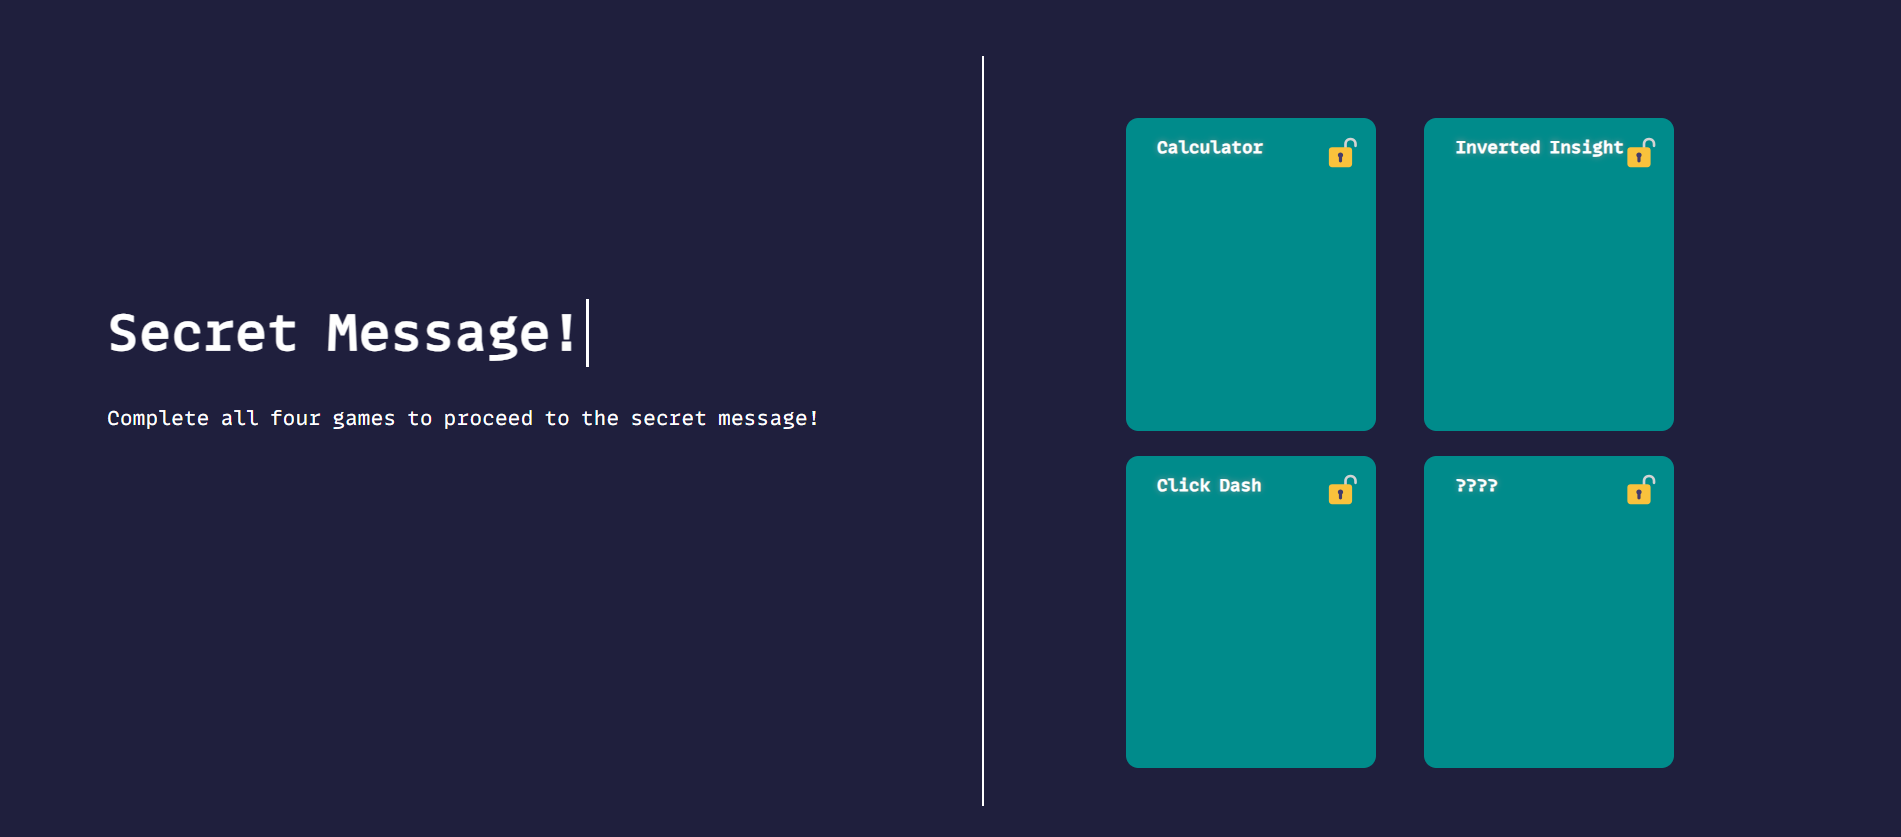 Secret Message!
Complete all four games to proceed to the secret message!
Calculator
Inverted Insight
Click Dash
????